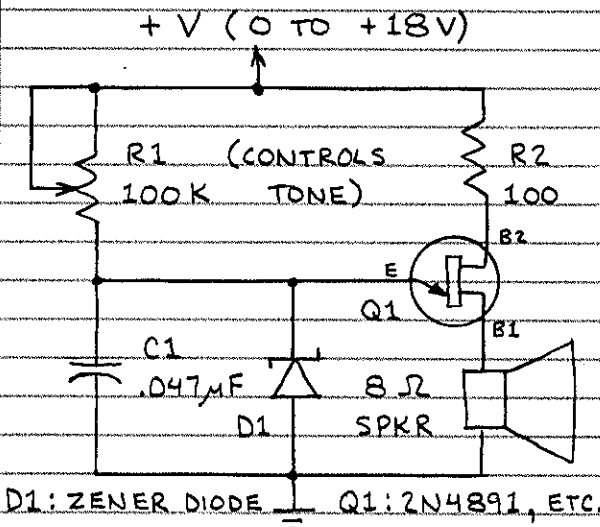 + V (0 TO +18V)
R1 (CONTROLS
100K TONE)
R2
100
B2
E
Q1
B1
C1
.047µF
D1
8 Ω
SPKR
D1: ZENER DIODE Q1: 2N4891, ETC.